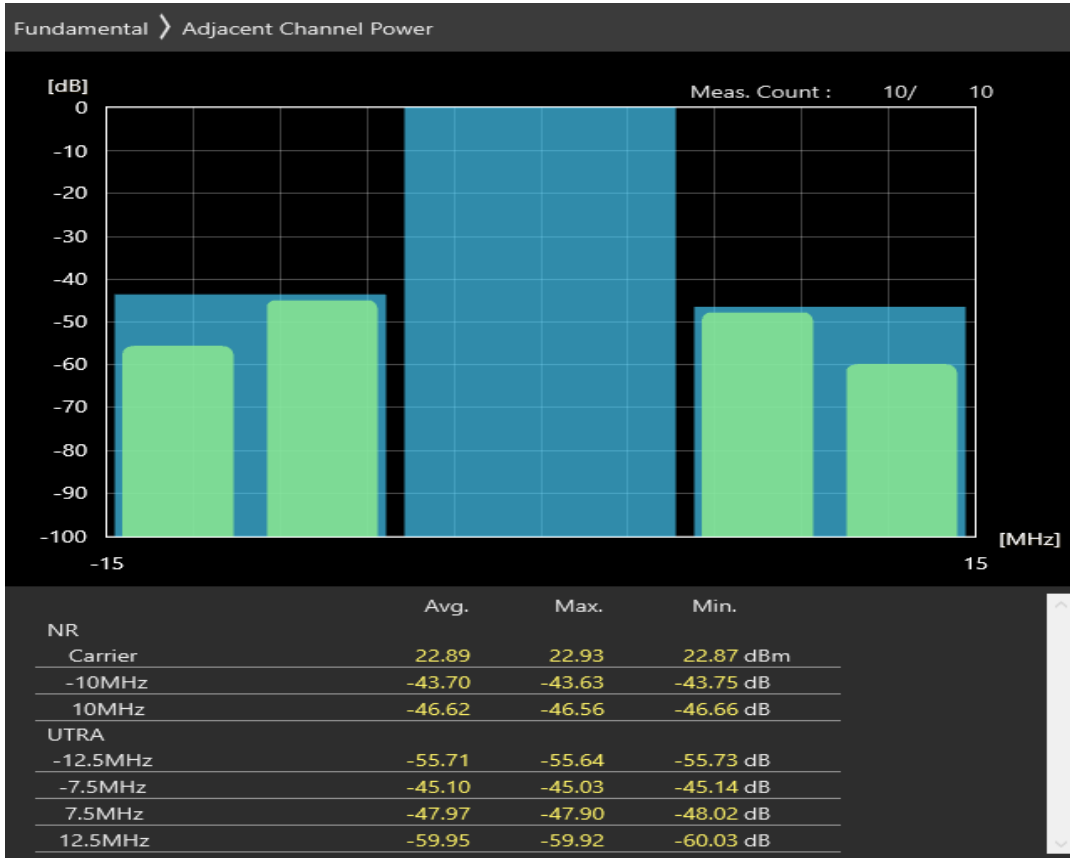 Fundamental ❯ Adjacent Channel Power
[dB]
Meas. Count : 10/ 10
0
-10
-20
-30
-40
-50
-60
-70
-80
-90
-100
[MHz]
-15 15
Avg. Max. Min.
NR
Carrier 22.89 22.93 22.87 dBm
-10MHz -43.70 -43.63 -43.75 dB
10MHz -46.62 -46.56 -46.66 dB
UTRA
-12.5MHz -55.71 -55.64 -55.73 dB
-7.5MHz -45.10 -45.03 -45.14 dB
7.5MHz -47.97 -47.90 -48.02 dB
12.5MHz -59.95 -59.92 -60.03 dB